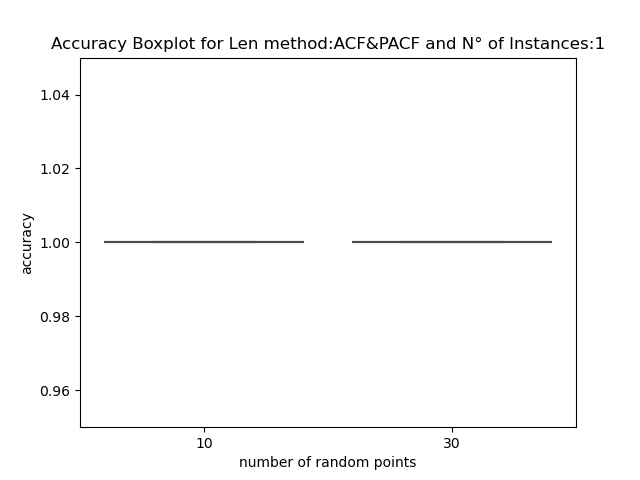 Accuracy Boxplot for Len method:ACF&PACF and N° of Instances:1
1.04
1.02
1.00
0.98
0.96
accuracy
10 30
number of random points